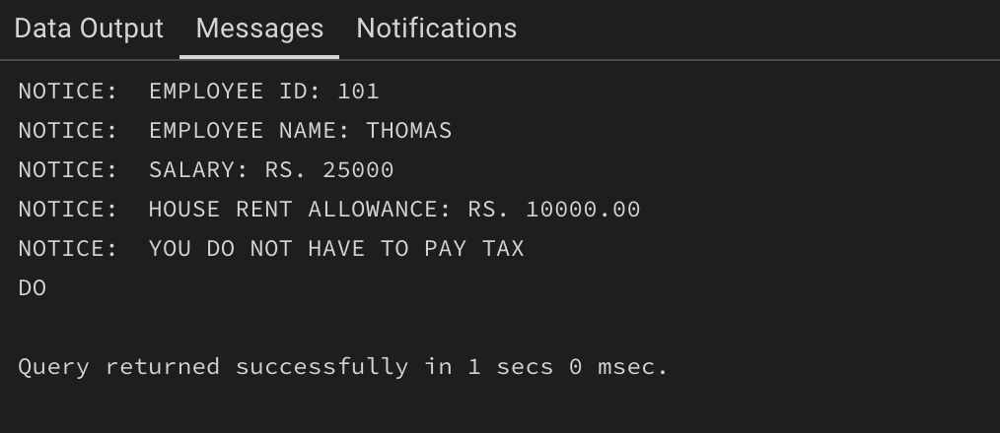 Data Output Messages Notifications
NOTICE:  EMPLOYEE ID: 101
NOTICE:  EMPLOYEE NAME: THOMAS
NOTICE:  SALARY: RS. 25000
NOTICE:  HOUSE RENT ALLOWANCE: RS. 10000.00
NOTICE:  YOU DO NOT HAVE TO PAY TAX
DO
Query returned successfully in 1 secs 0 msec.